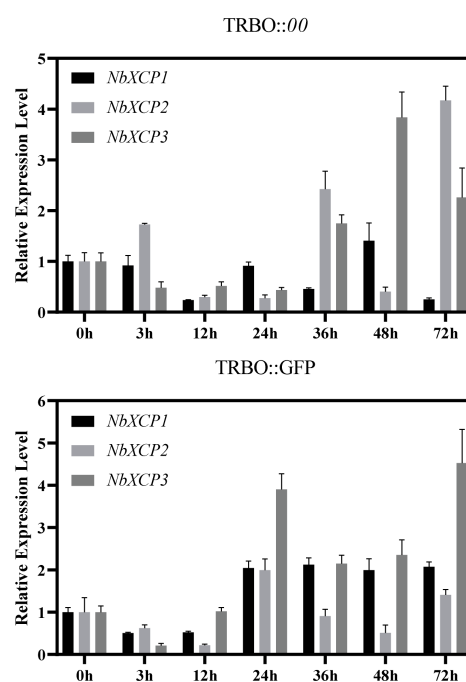 TRBO::00
Relative Expression Level
5
4
3
2
1
0
NbXCP1
NbXCP2
NbXCP3
0h 3h 12h 24h 36h 48h 72h
TRBO::GFP
Relative Expression Level
6
5
4
3
2
1
0
NbXCP1
NbXCP2
NbXCP3
0h 3h 12h 24h 36h 48h 72h